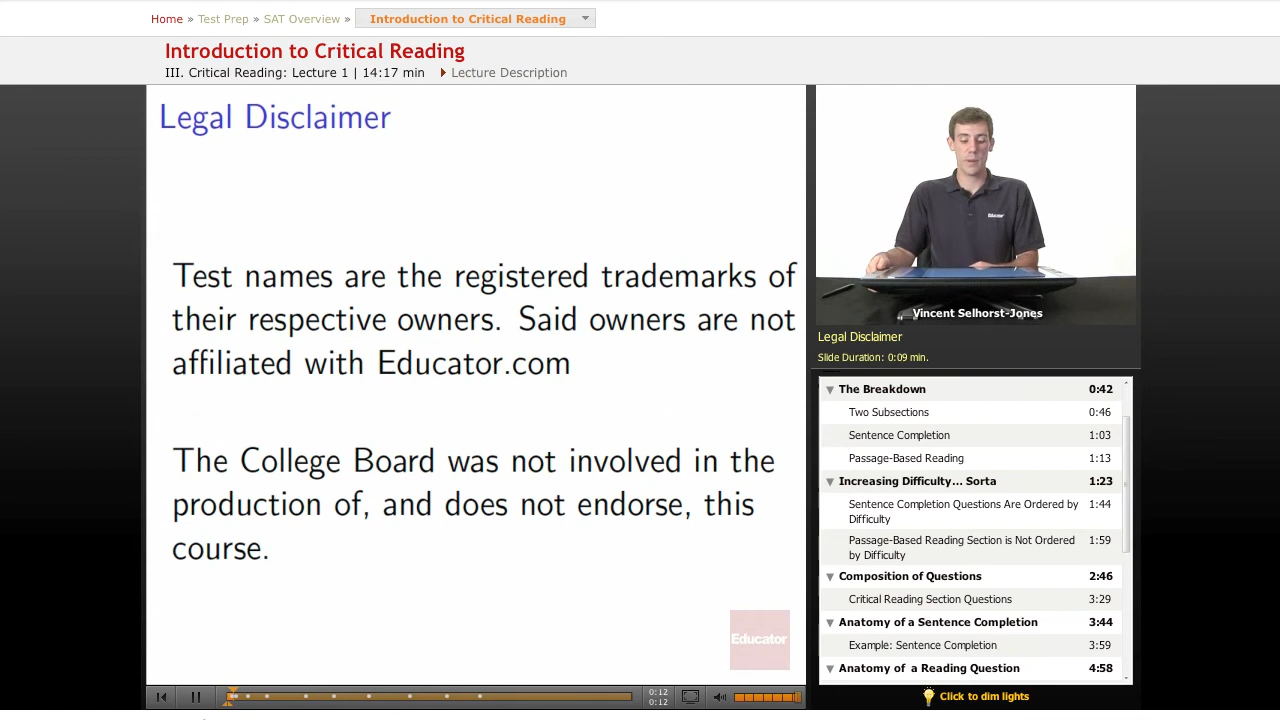 Home » Test Prep » SAT Overview » Introduction to Critical Reading
Introduction to Critical Reading
III. Critical Reading: Lecture 1 | 14:17 min Lecture Description
Legal Disclaimer
Test names are the registered trademarks of
their respective owners. Said owners are not
affiliated with Educator.com
The College Board was not involved in the
production of, and does not endorse, this
course.
Educator
Educator
Vincent Selhorst-Jones
Legal Disclaimer
Slide Duration: 0:09 min.
The Breakdown 0:42
Two Subsections 0:46
Sentence Completion 1:03
Passage-Based Reading 1:13
Increasing Difficulty... Sorta 1:23
Sentence Completion Questions Are Ordered by 1:44
Difficulty
Passage-Based Reading Section is Not Ordered 1:59
by Difficulty
Composition of Questions 2:46
Critical Reading Section Questions 3:29
Anatomy of a Sentence Completion 3:44
Example: Sentence Completion 3:59
Anatomy of a Reading Question 4:58
0:12
0:12
Click to dim lights